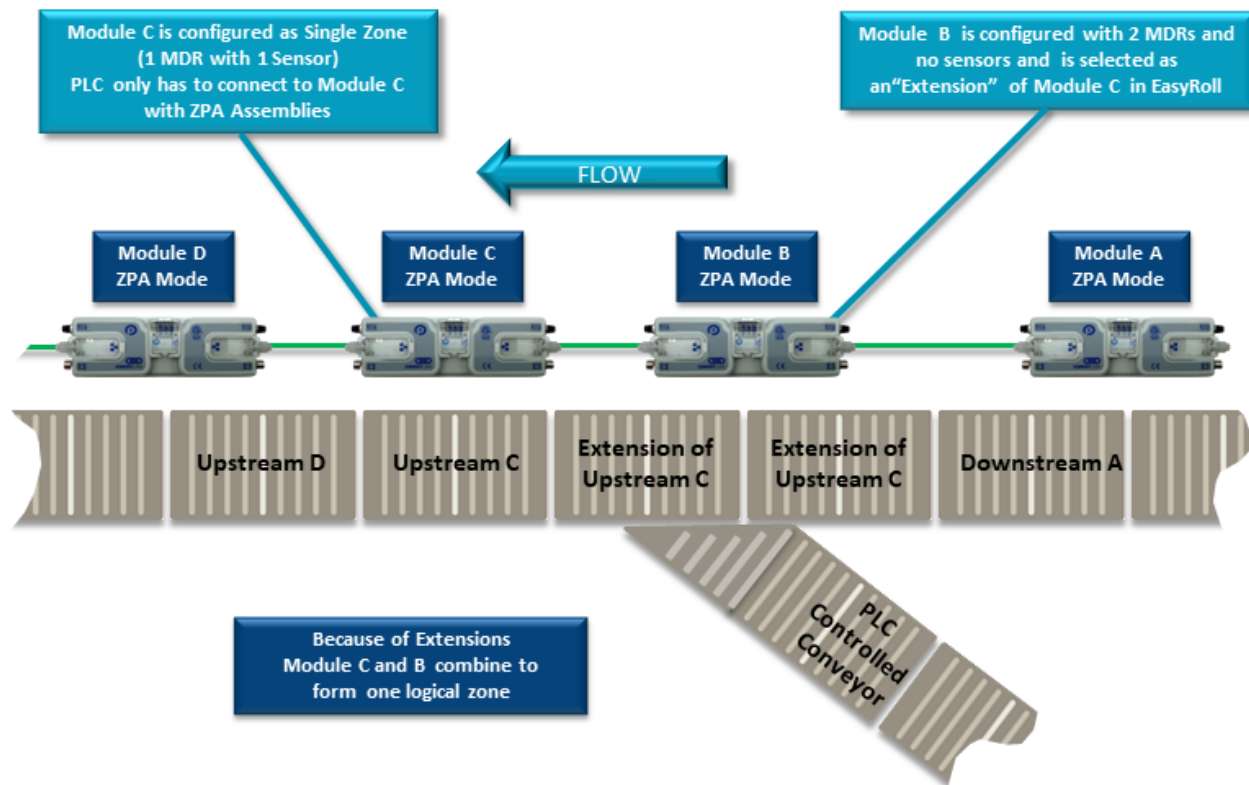 Module C is configured as Single Zone
(1 MDR with 1 Sensor)
PLC only has to connect to Module C
with ZPA Assemblies
Module B is configured with 2 MDRs and
no sensors and is selected as
an“Extension” of Module C in EasyRoll
FLOW
Module D
ZPA Mode
Module C
ZPA Mode
Module B
ZPA Mode
Module A
ZPA Mode
Upstream D
Upstream C
Extension of
Upstream C
Extension of
Upstream C
Downstream A
PLC
Controlled
Conveyor
Because of Extensions
Module C and B combine to
form one logical zone